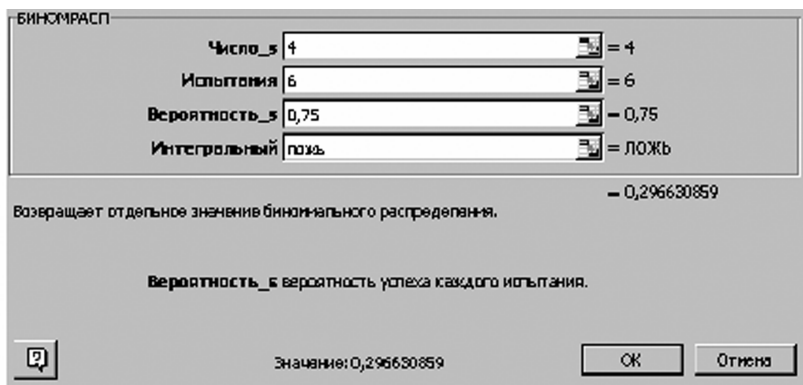 БИНОМРАСП
Число_s 4 = 4
Испытания 6 = 6
Вероятность_s 0,75 = 0,75
Интегральный ложь = ЛОЖЬ
= 0,296630859
Возвращает отдельное значение биномиального распределения.
Вероятность_s вероятность успеха каждого испытания.
Значение:0,296630859
ОК
Отмена